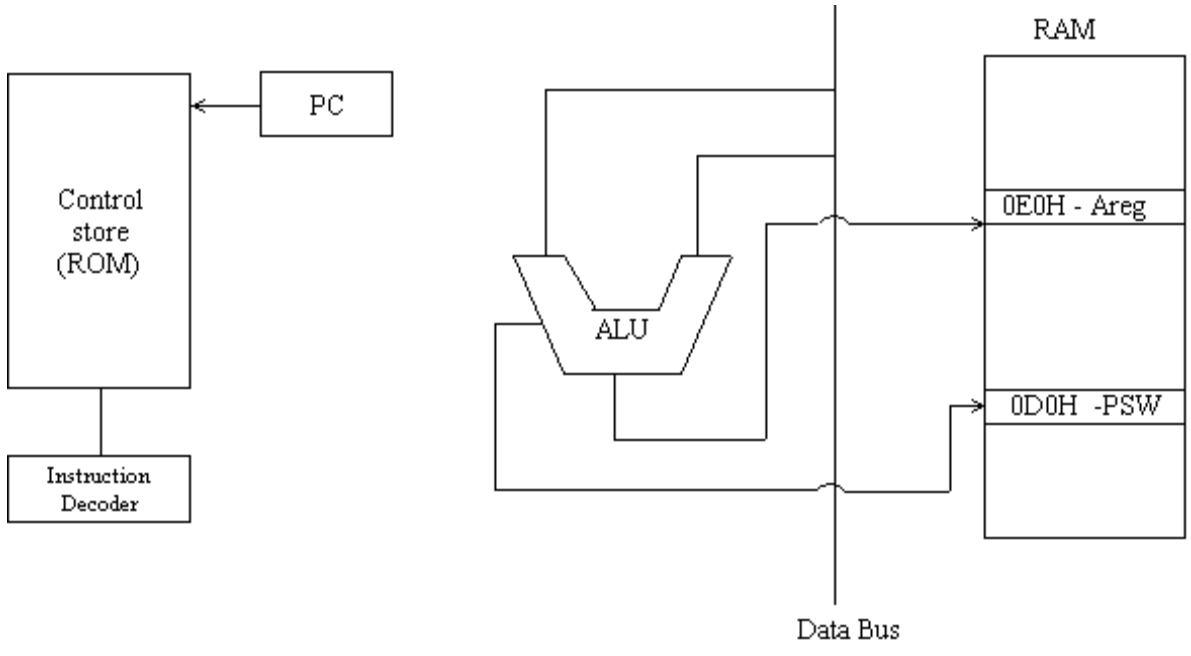 RAM
PC
Control
store
(ROM)
0E0H - Areg
ALU
0D0H -PSW
Instruction
Decoder
Data Bus